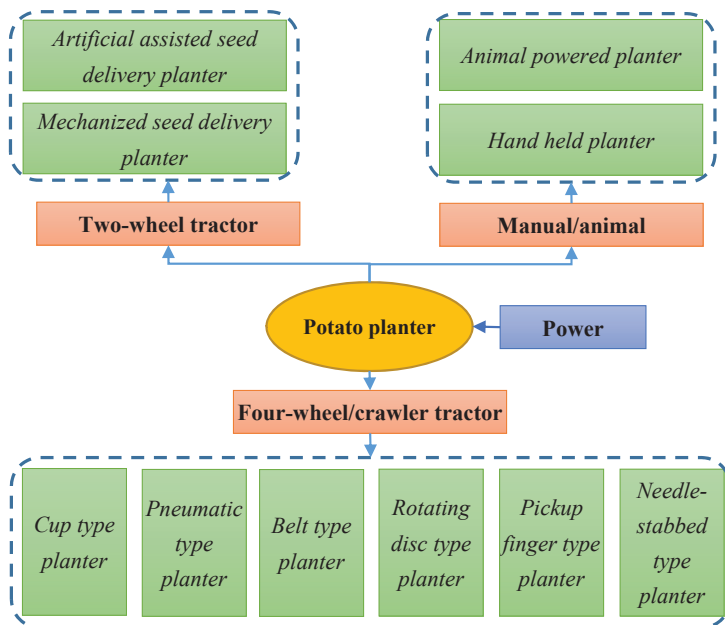 Artificial assisted seed
delivery planter
Mechanized seed delivery
planter
Animal powered planter
Hand held planter
Two-wheel tractor
Manual/animal
Potato planter
Power
Four-wheel/crawler tractor
Cup type
planter
Pneumatic
type
planter
Belt type
planter
Rotating
disc type
planter
Pickup
finger type
planter
Needle-
stabbed
type
planter